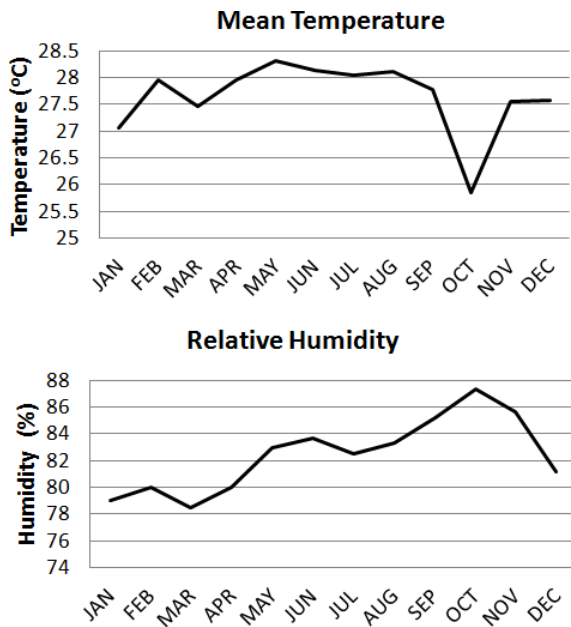 Mean Temperature
Temperature (ºC)
28.5
28
27.5
27
26.5
26
25.5
25
JAN FEB MAR APR MAY JUN JUL AUG SEP OCT NOV DEC
Relative Humidity
Humidity (%)
88
86
84
82
80
78
76
74
JAN FEB MAR APR MAY JUN JUL AUG SEP OCT NOV DEC